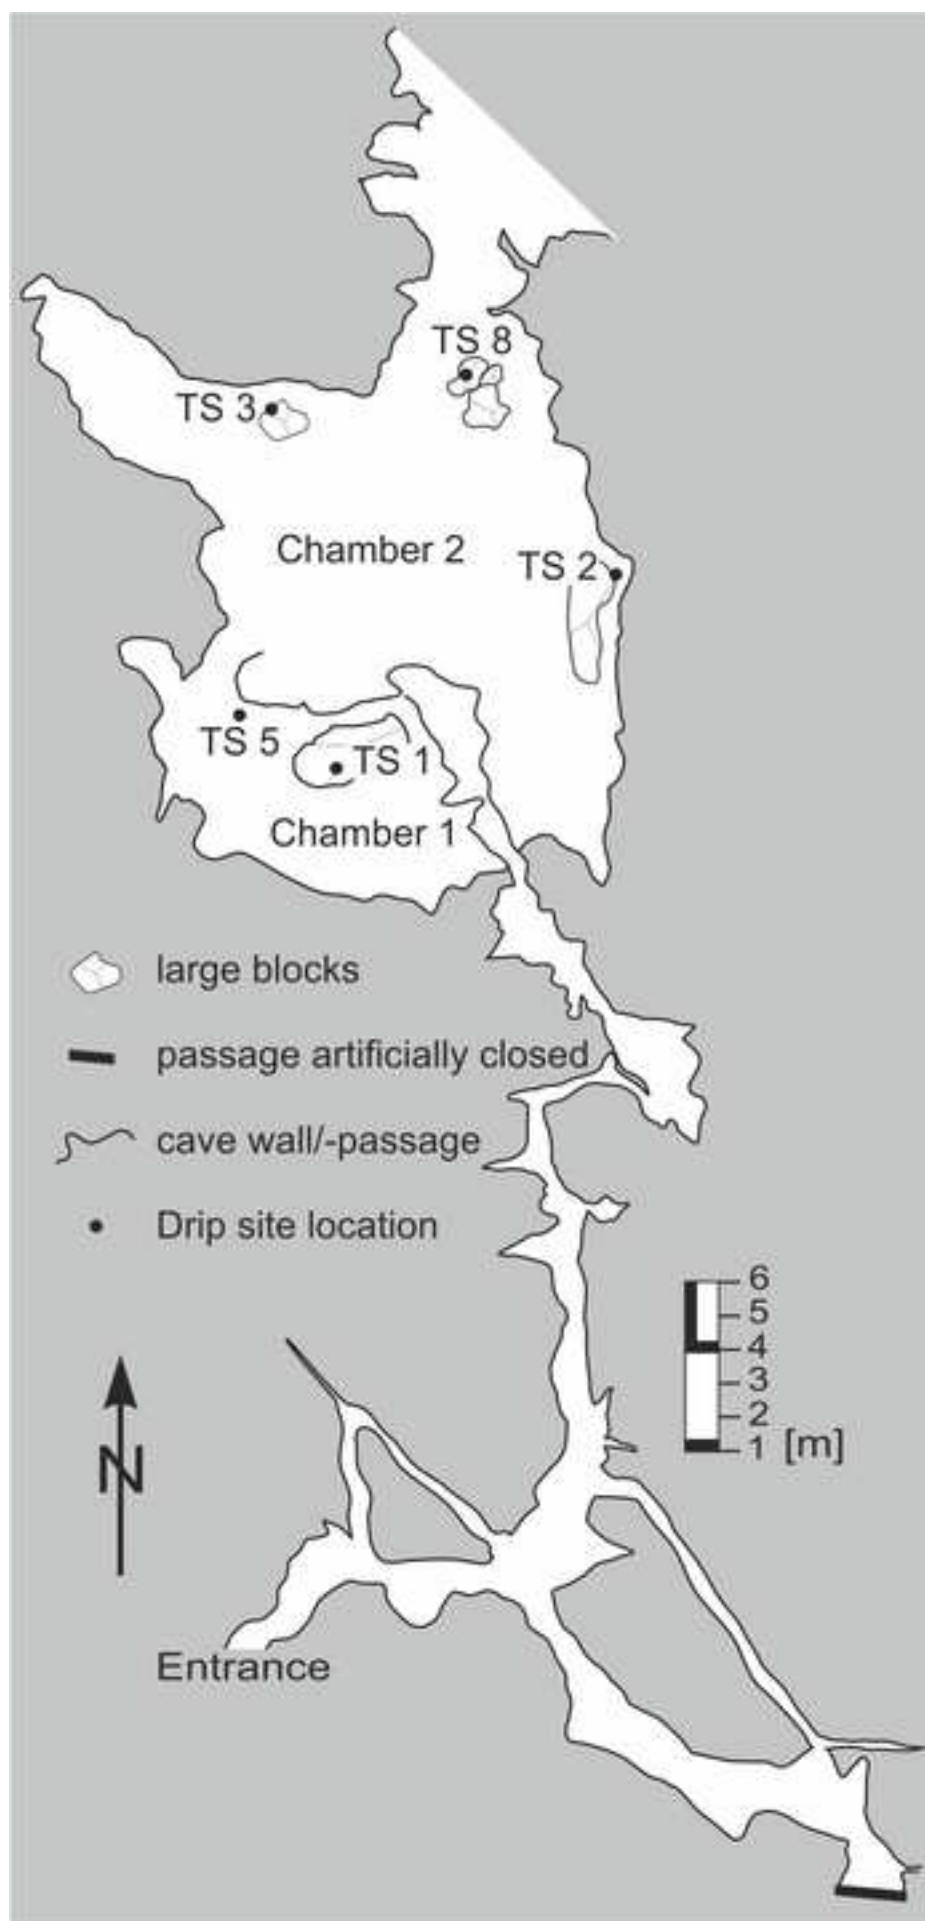 TS 8
TS 3
Chamber 2
TS 2
TS 5
TS 1
Chamber 1
large blocks
passage artificially closed
cave wall/-passage
Drip site location
6
5
4
3
2
1 [m]
N
Entrance